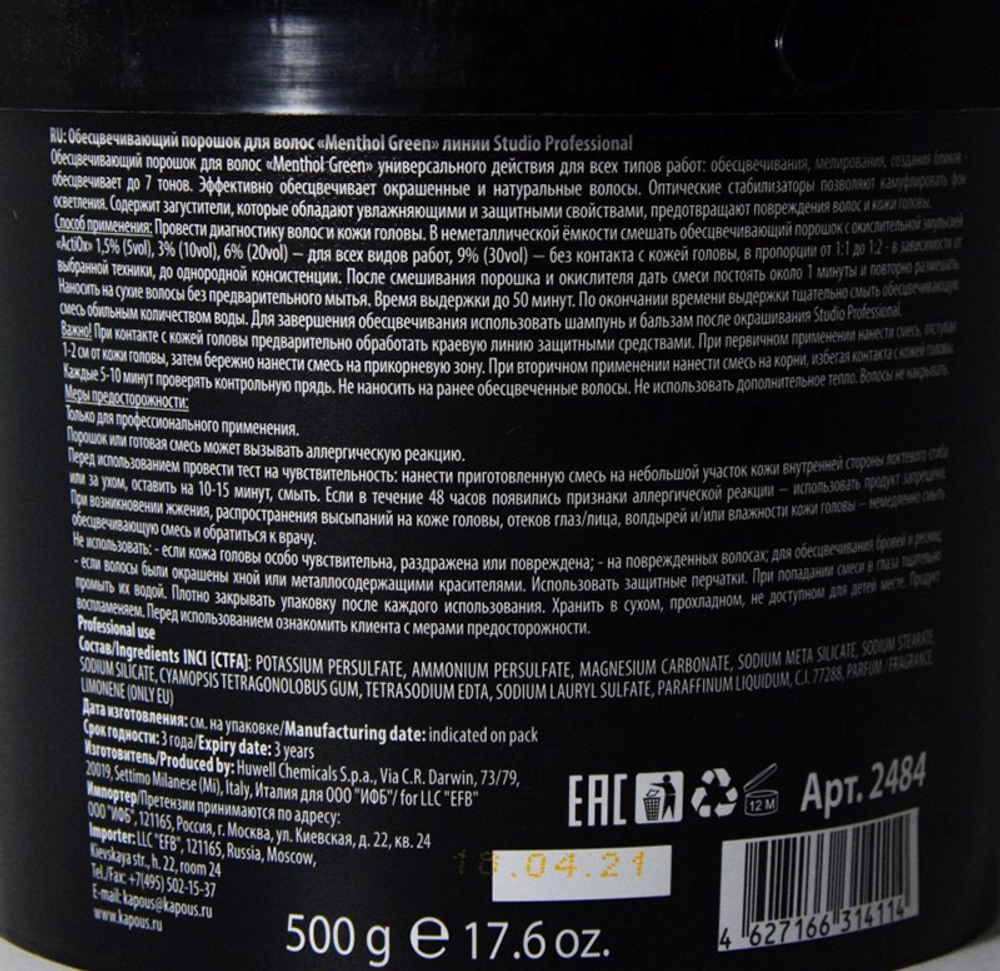 RU: Обесцвечивающий порошок для волос «Menthol Green» линии Studio Professional
Обесцвечивающий порошок для волос «Menthol Green» универсального действия для всех типов работ: обесцвечивания, мелирования, создания бликов -
обесцвечивает до 7 тонов. Эффективно обесцвечивает окрашенные и натуральные волосы. Оптические стабилизаторы позволяют камуфлировать фон
осветления. Содержит загустители, которые обладают увлажняющими и защитными свойствами, предотвращают повреждения волос и кожи головы.
Способ применения: Провести диагностику волос и кожи головы. В неметаллической ёмкости смешать обесцвечивающий порошок с окислительной эмульсией
«ActiOx» 1,5% (5vol), 3% (10vol), 6% (20vol) — для всех видов работ, 9% (30vol) — без контакта с кожей головы, в пропорции от 1:1 до 1:2 - в зависимости от
выбранной техники, до однородной консистенции. После смешивания порошка и окислителя дать смеси постоять около 1 минуты и повторно размешать.
Наносить на сухие волосы без предварительного мытья. Время выдержки до 50 минут. По окончании времени выдержки тщательно смыть обесцвечивающую
смесь обильным количеством воды. Для завершения обесцвечивания использовать шампунь и бальзам после окрашивания Studio Professional.
Важно! При контакте с кожей головы предварительно обработать краевую линию защитными средствами. При первичном применении нанести смесь, отступая
1-2 см от кожи головы, затем бережно нанести смесь на прикорневую зону. При вторичном применении нанести смесь на корни, избегая контакта с кожей головы.
Каждые 5-10 минут проверять контрольную прядь. Не наносить на ранее обесцвеченные волосы. Не использовать дополнительное тепло. Волосы не накрывать.
Меры предосторожности:
Только для профессионального применения.
Порошок или готовая смесь может вызывать аллергическую реакцию.
Перед использованием провести тест на чувствительность: нанести приготовленную смесь на небольшой участок кожи внутренней стороны локтевого сгиба
или за ухом, оставить на 10-15 минут, смыть. Если в течение 48 часов появились признаки аллергической реакции — использовать продукт запрещено.
При возникновении жжения, распространения высыпаний на коже головы, отеков глаз/лица, волдырей и/или влажности кожи головы – немедленно смыть
обесцвечивающую смесь и обратиться к врачу.
Не использовать: - если кожа головы особо чувствительна, раздражена или повреждена; - на поврежденных волосах; для обесцвечивания бровей и ресниц;
- если волосы были окрашены хной или металлосодержащими красителями. Использовать защитные перчатки. При попадании смеси в глаза тщательно
промыть их водой. Плотно закрывать упаковку после каждого использования. Хранить в сухом, прохладном, не доступном для детей месте. Продукт
воспламеняем. Перед использованием ознакомить клиента с мерами предосторожности.
Professional use
Состав/Ingredients INCI [CTFA]: POTASSIUM PERSULFATE, AMMONIUM PERSULFATE, MAGNESIUM CARBONATE, SODIUM META SILICATE, SODIUM STEARATE,
SODIUM SILICATE, CYAMOPSIS TETRAGONOLOBUS GUM, TETRASODIUM EDTA, SODIUM LAURYL SULFATE, PARAFFINUM LIQUIDUM, C.I. 77288, PARFUM / FRAGRANCE,
LIMONENE (ONLY EU)
Дата изготовления: см. на упаковке/Manufacturing date: indicated on pack
Срок годности: 3 года/Expiry date: 3 years
Изготовитель/Produced by: Huwell Chemicals S.p.a., Via C.R. Darwin, 73/79,
20019, Settimo Milanese (Mi), Italy, Италия для ООО "ИФБ"/ for LLC "EFB"
Импортер/Претензии принимаются по адресу:
ООО "ИФБ", 121165, Россия, г. Москва, ул. Киевская, д. 22, кв. 24
Importer: LLC "EFB", 121165, Russia, Moscow,
Kievskaya str., h. 22, room 24
Tel./Fax: +7(495) 502-15-37
E-mail: kapous@kapous.ru
www.kapous.ru
EAC
12 M
Арт. 2484
18.04.21
500 g e 17.6 oz.
4 627166 314114